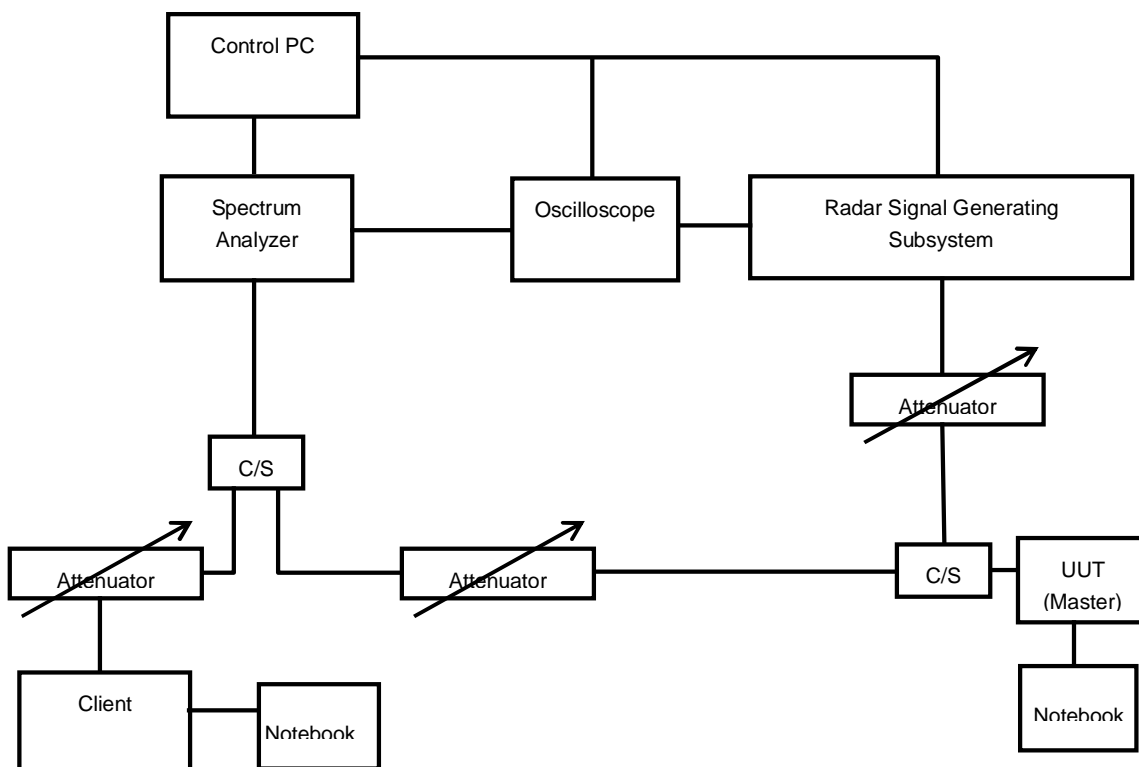 Control PC
Spectrum
Analyzer
Oscilloscope
Radar Signal Generating
Subsystem
Attenuator
C/S
Attenuator
Attenuator
C/S
UUT
(Master)
Client
Notebook
Notebook